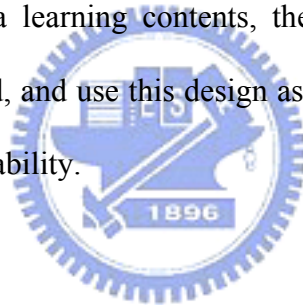 a learning contents, the
l, and use this design as
ability.
1896